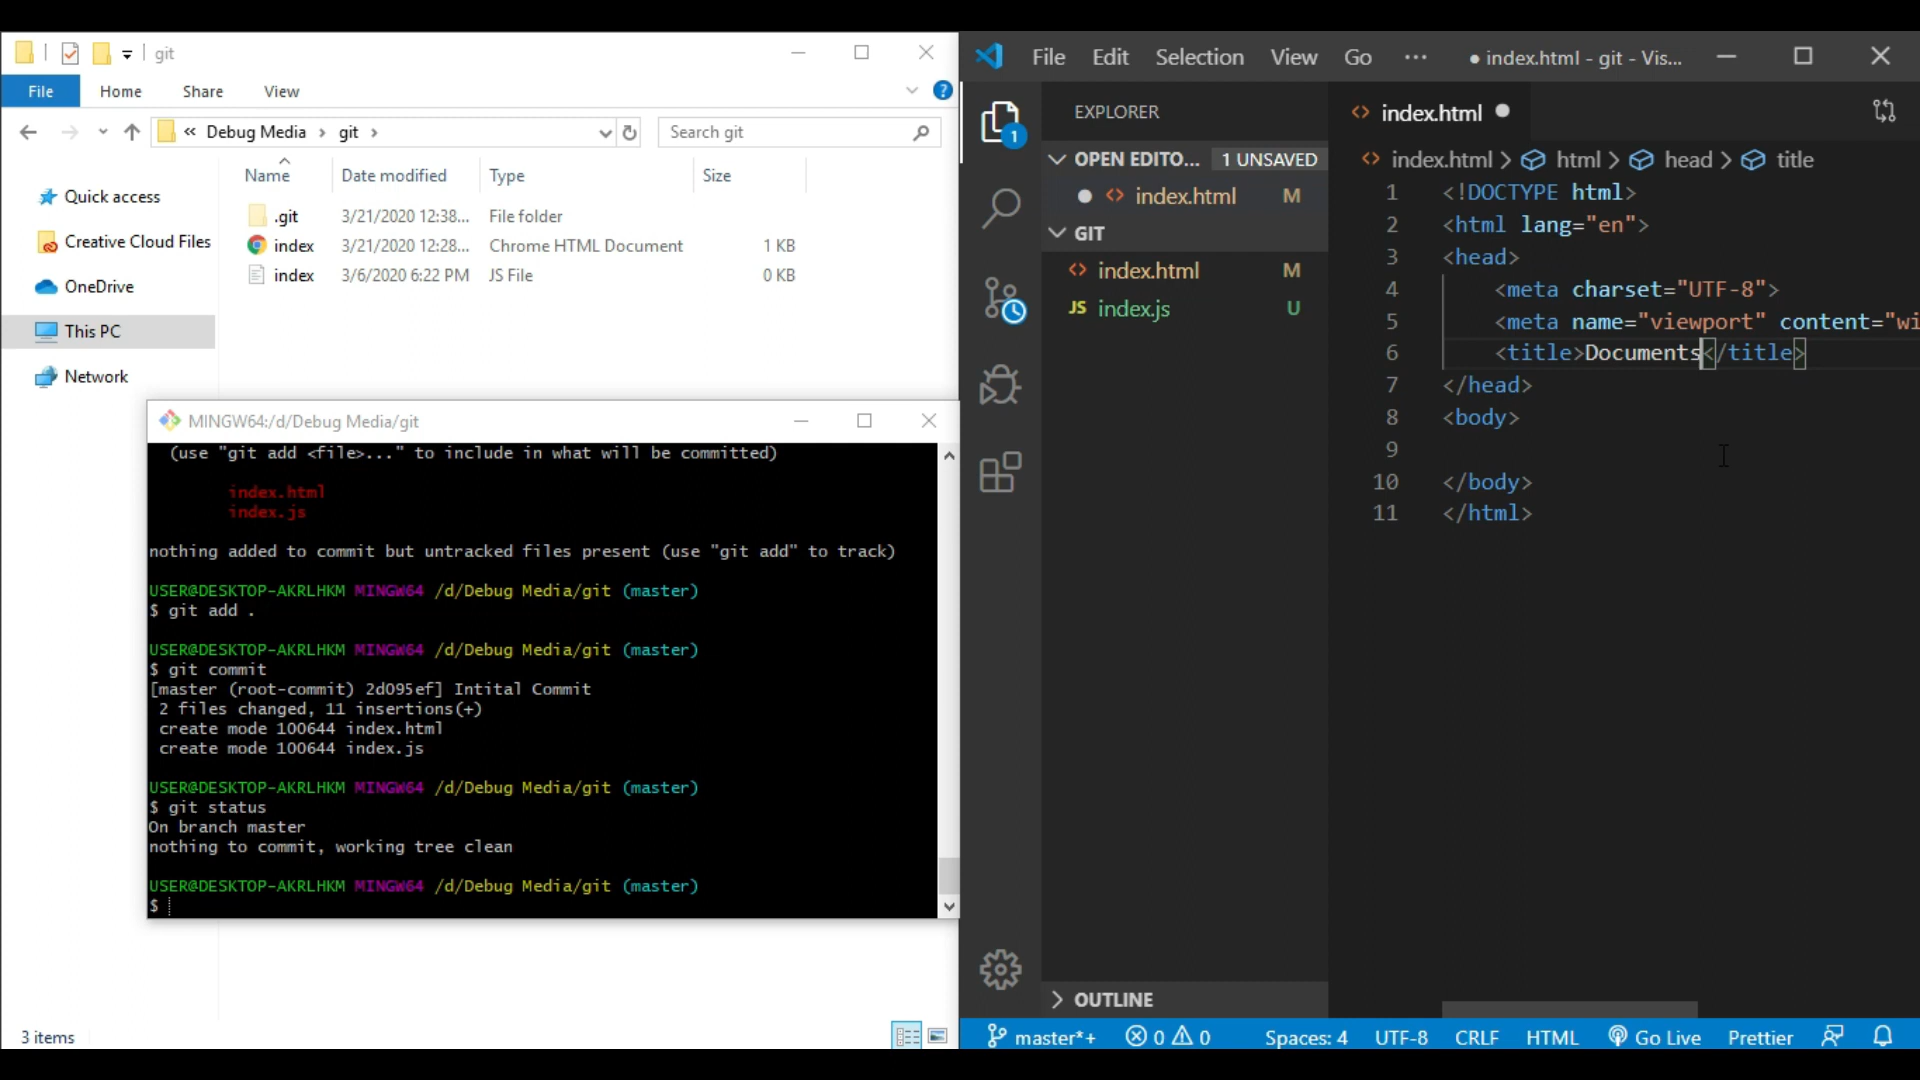 git
File Home Share View
« Debug Media › git ›
Search git
Name Date modified Type Size
.git 3/21/2020 12:38... File folder
index 3/21/2020 12:28... Chrome HTML Document 1 KB
index 3/6/2020 6:22 PM JS File 0 KB
Quick access
Creative Cloud Files
OneDrive
This PC
Network
3 items
MINGW64:/d/Debug Media/git
(use "git add <file>..." to include in what will be committed)
index.html
index.js
nothing added to commit but untracked files present (use "git add" to track)
USER@DESKTOP-AKRLHKM MINGW64 /d/Debug Media/git (master)
$ git add .
USER@DESKTOP-AKRLHKM MINGW64 /d/Debug Media/git (master)
$ git commit
[master (root-commit) 2d095ef] Intital Commit
2 files changed, 11 insertions(+)
create mode 100644 index.html
create mode 100644 index.js
USER@DESKTOP-AKRLHKM MINGW64 /d/Debug Media/git (master)
$ git status
On branch master
nothing to commit, working tree clean
USER@DESKTOP-AKRLHKM MINGW64 /d/Debug Media/git (master)
$
File Edit Selection View Go ··· ● index.html - git - Vis...
1
EXPLORER
OPEN EDITO... 1 UNSAVED
index.html M
GIT
index.html M
JS index.js U
OUTLINE
index.html
index.html > html > head > title
1 <!DOCTYPE html>
2 <html lang="en">
3 <head>
4 <meta charset="UTF-8">
5 <meta name="viewport" content="wi
6 <title>Documents</title>
7 </head>
8 <body>
9
10 </body>
11 </html>
master*+ 0 0 Spaces: 4 UTF-8 CRLF HTML Go Live Prettier